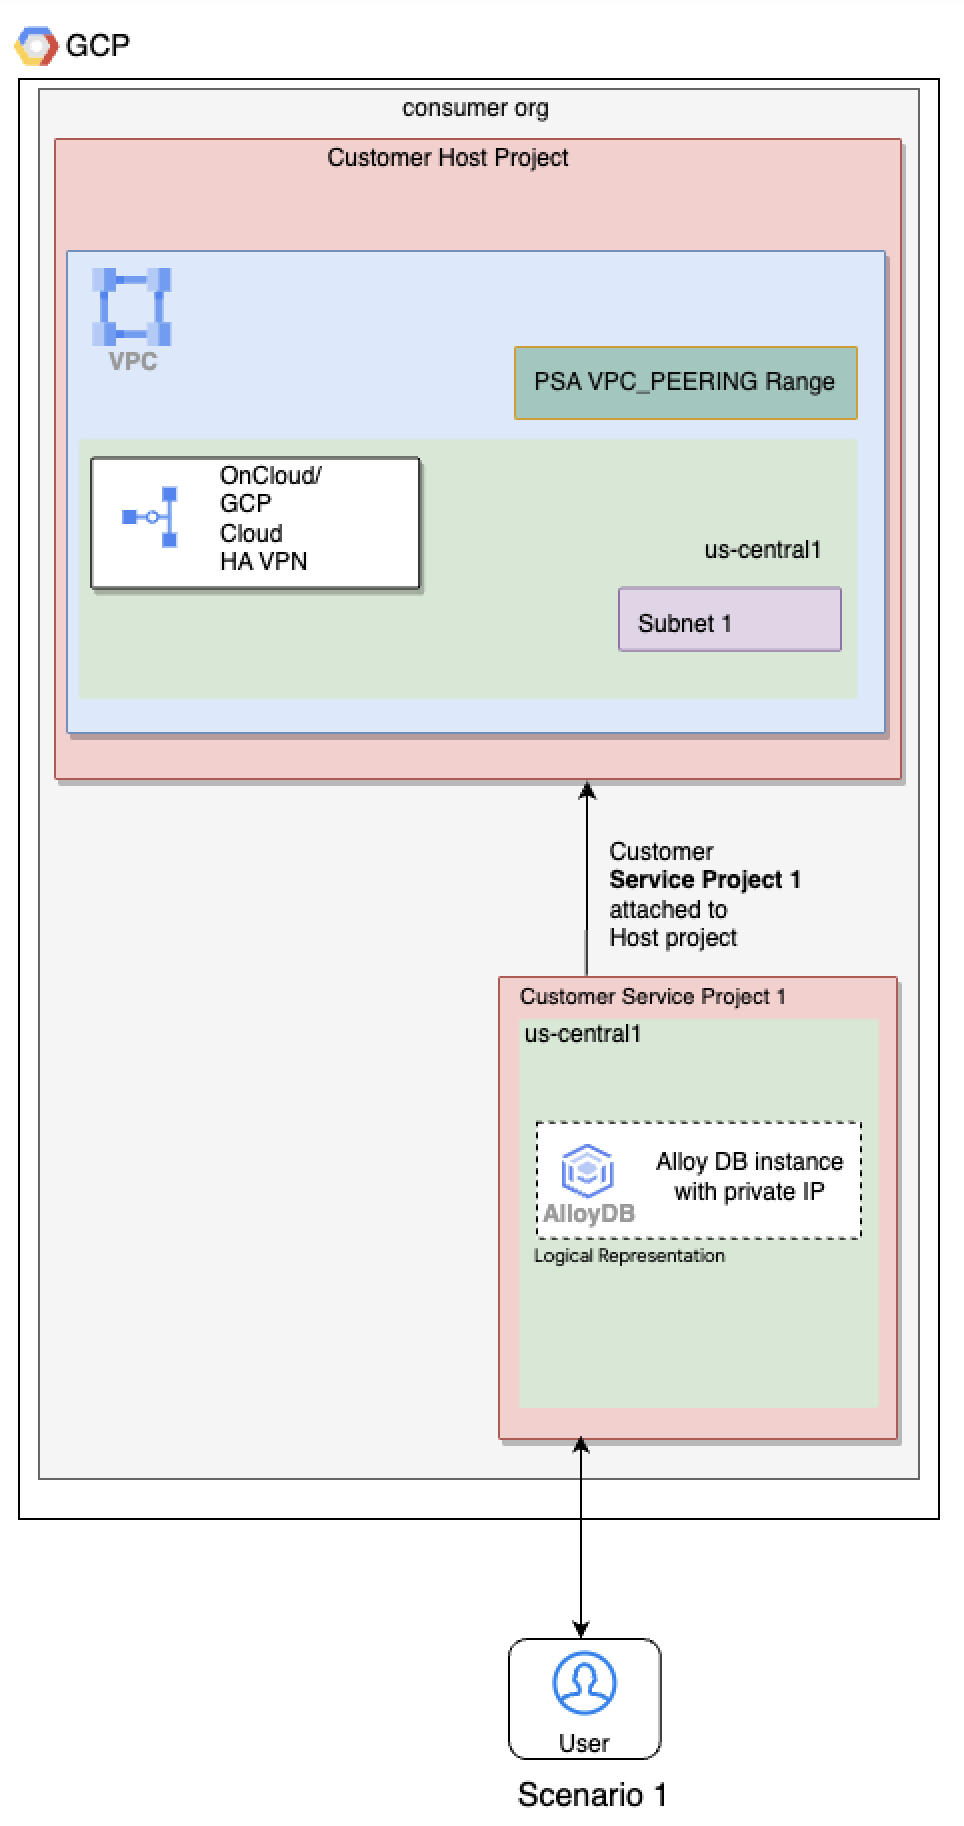 GCP
consumer org
Customer Host Project
VPC
PSA VPC_PEERING Range
OnCloud/
GCP
Cloud
HA VPN
us-central1
Subnet 1
Customer
Service Project 1
attached to
Host project
Customer Service Project 1
us-central1
Alloy DB instance
with private IP
AlloyDB
Logical Representation
User
Scenario 1